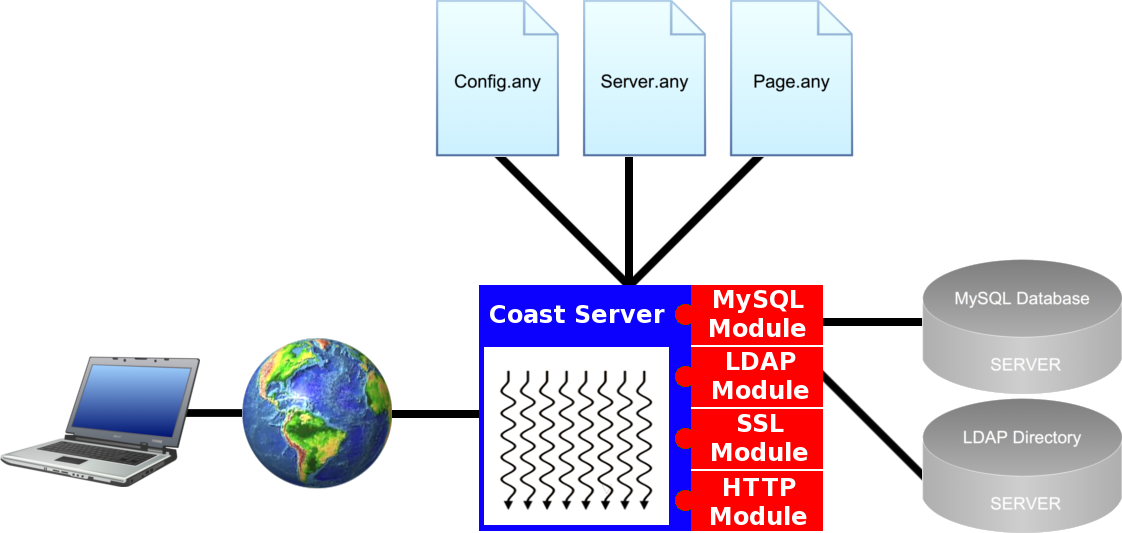 Config.any
Server.any
Page.any
Coast Server
MySQL
Module
LDAP
Module
SSL
Module
HTTP
Module
MySQL Database
SERVER
LDAP Directory
SERVER